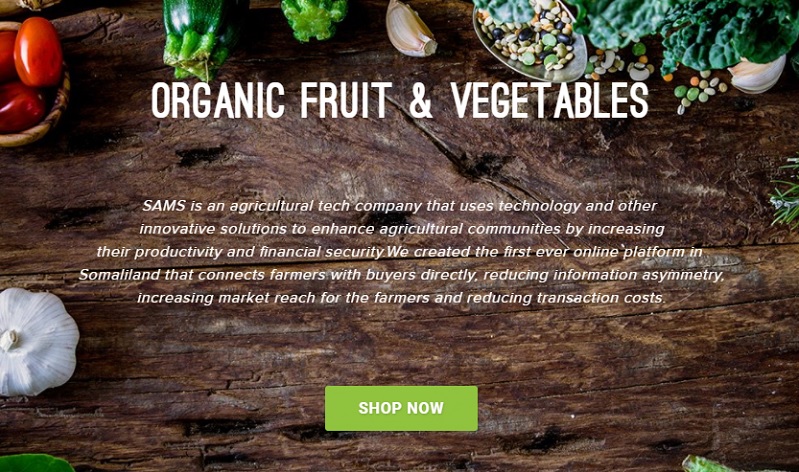 ORGANIC FRUIT & VEGETABLES
SAMS is an agricultural tech company that uses technology and other
innovative solutions to enhance agricultural communities by increasing
their productivity and financial security.We created the first ever online platform in
Somaliland that connects farmers with buyers directly, reducing information asymmetry,
increasing market reach for the farmers and reducing transaction costs.
SHOP NOW